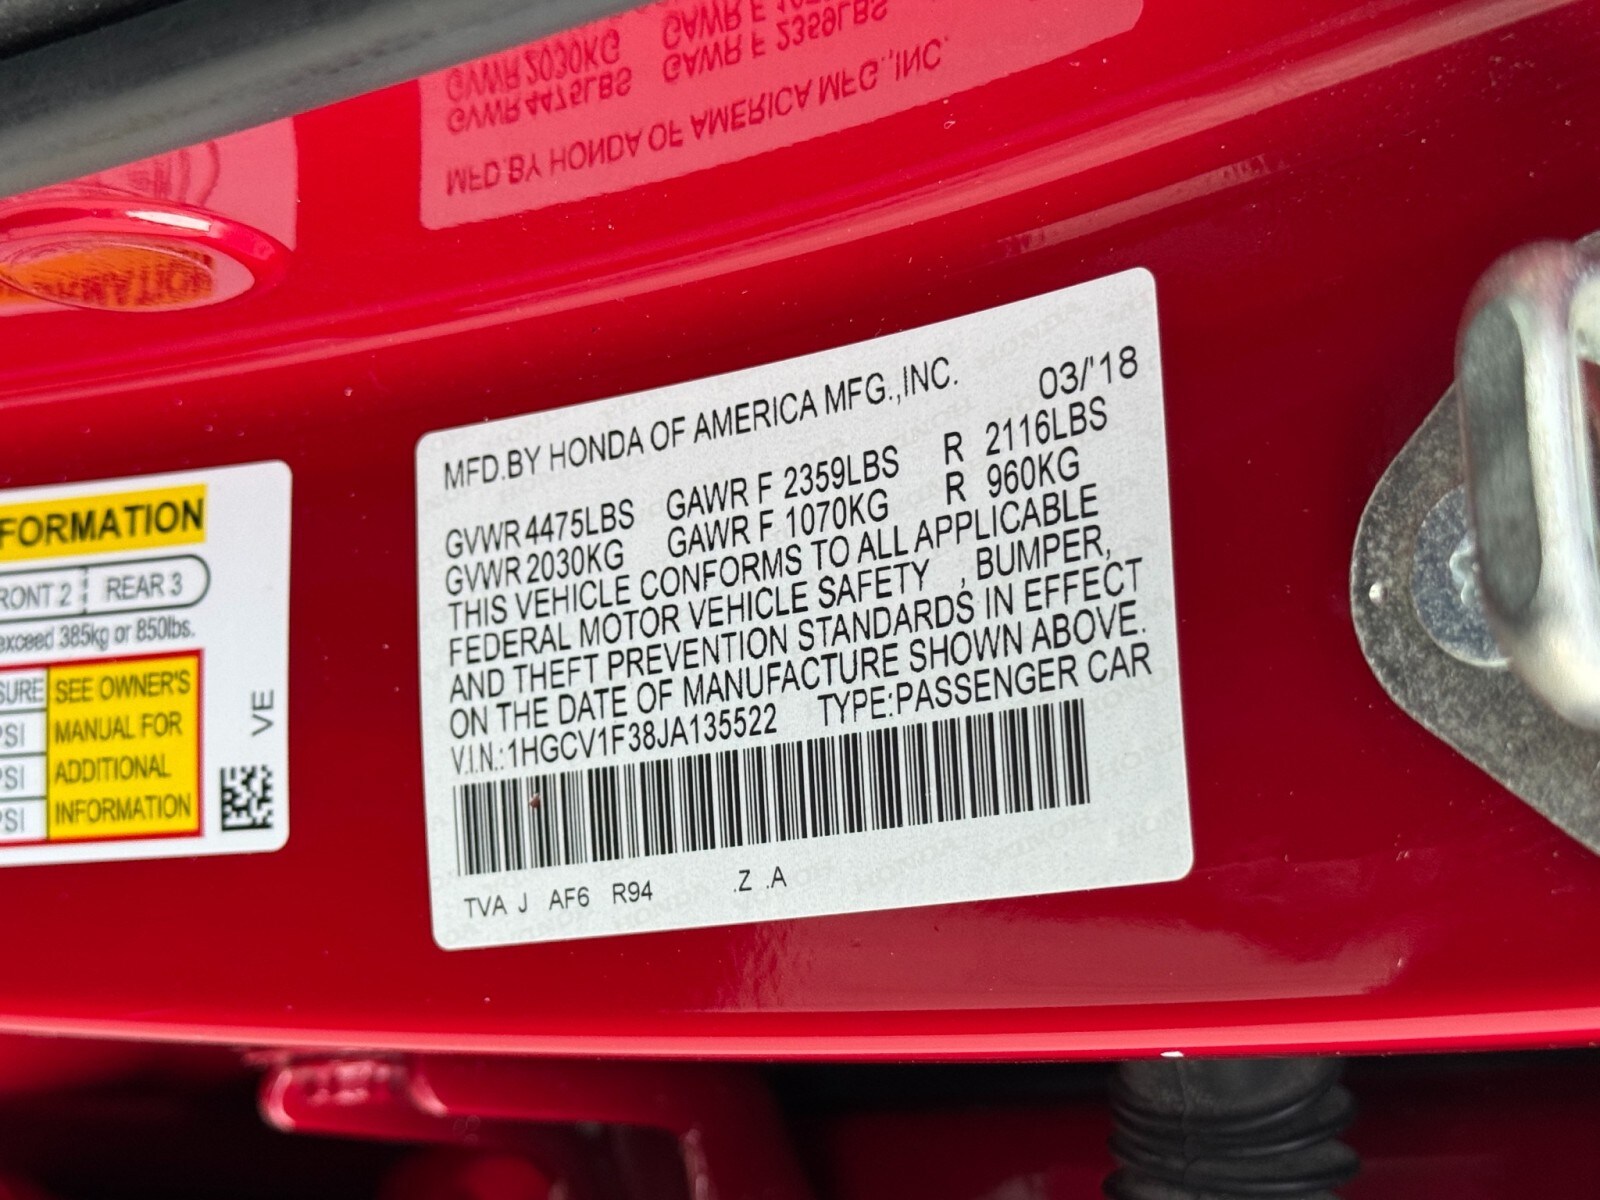 MFD.BY HONDA OF AMERICA MFG.,INC. 03/'18
GVWR 4475LBS GAWR F 2359LBS R 2116LBS
GVWR 2030KG GAWR F 1070KG R 960KG
THIS VEHICLE CONFORMS TO ALL APPLICABLE
FEDERAL MOTOR VEHICLE SAFETY , BUMPER,
AND THEFT PREVENTION STANDARDS IN EFFECT
ON THE DATE OF MANUFACTURE SHOWN ABOVE.
V.I.N.:1HGCV1F38JA135522 TYPE:PASSENGER CAR
TVA J AF6 R94 .Z .A
FORMATION
RONT 2 REAR 3
exceed 385kg or 850lbs.
SURE SEE OWNER'S
PSI MANUAL FOR
PSI ADDITIONAL
PSI INFORMATION
VE
GVWR 2030KG
GVWR 4475LBS GAWR F 2359LBS
MFD.BY HONDA OF AMERICA MFG.,INC.